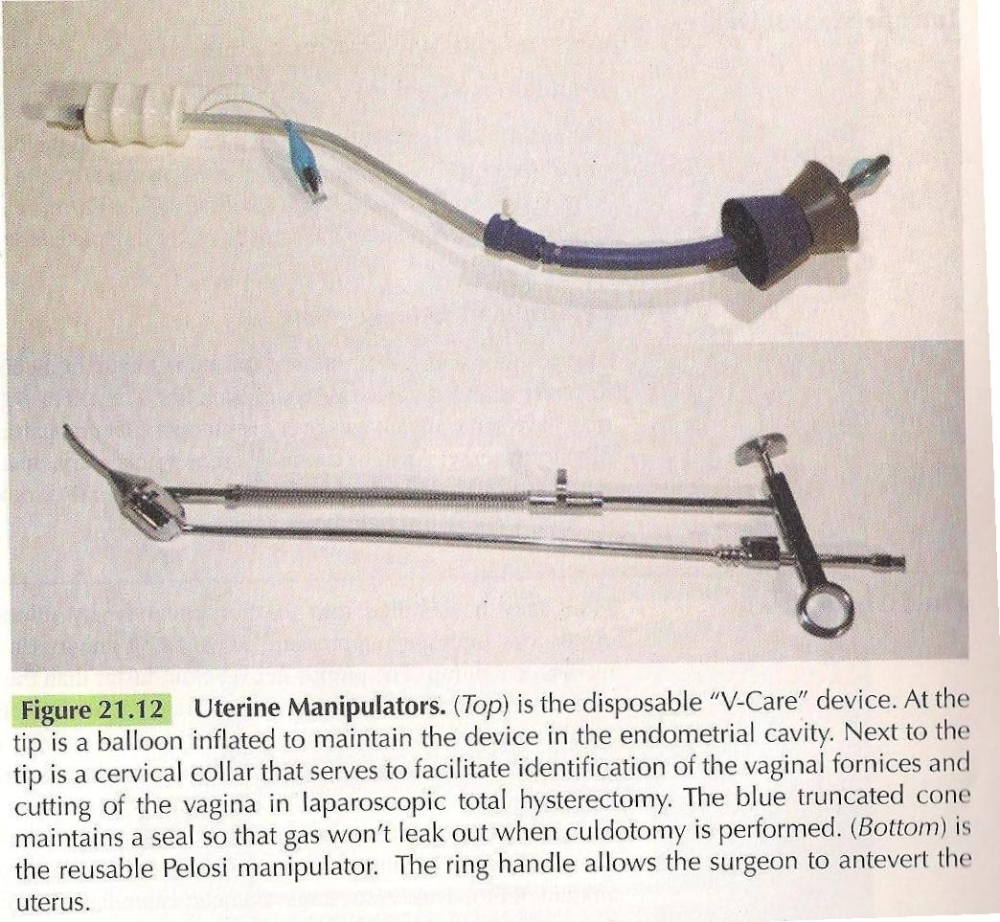 Figure 21.12 Uterine Manipulators. (Top) is the disposable "V-Care" device. At the
tip is a balloon inflated to maintain the device in the endometrial cavity. Next to the
tip is a cervical collar that serves to facilitate identification of the vaginal fornices and
cutting of the vagina in laparoscopic total hysterectomy. The blue truncated cone
maintains a seal so that gas won't leak out when culdotomy is performed. (Bottom) is
the reusable Pelosi manipulator. The ring handle allows the surgeon to antevert the
uterus.